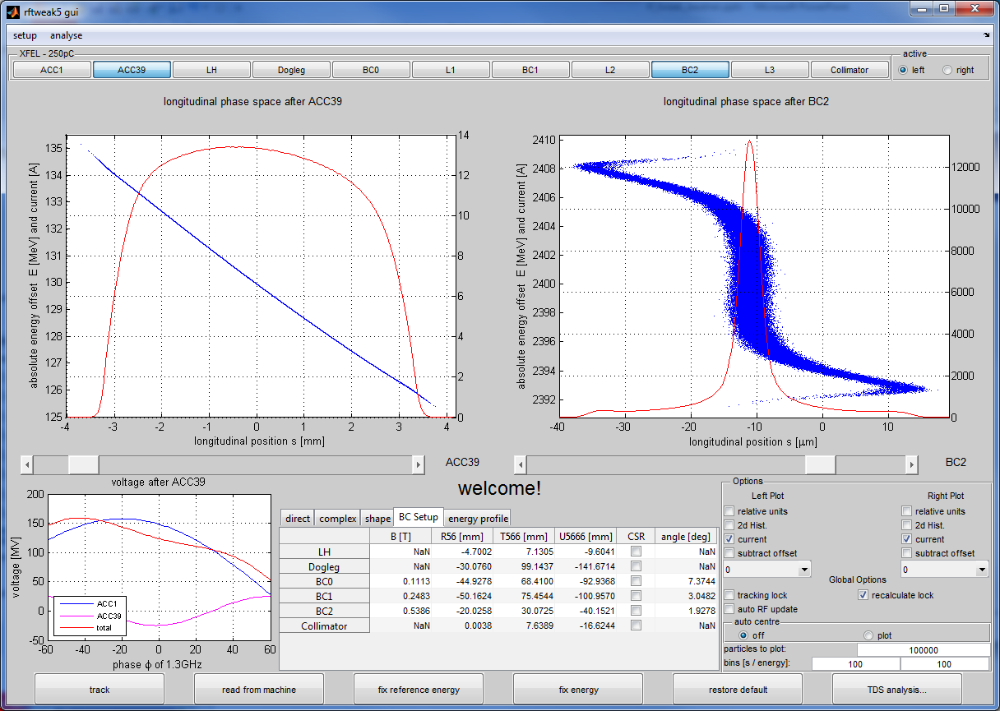 rftweak5 gui
setup analyse
XFEL - 250pC
active
ACC1 ACC39 LH Dogleg BC0 L1 BC1 L2 BC2 L3 Collimator left right
longitudinal phase space after ACC39
longitudinal phase space after BC2
absolute energy offset E [MeV] and current [A]
135
134
133
132
131
130
129
128
127
126
125
14
12
10
8
6
4
2
0
-4 -3 -2 -1 0 1 2 3 4
longitudinal position s [mm]
absolute energy offset E [MeV] and current [A]
2410
2408
2406
2404
2402
2400
2398
2396
2394
2392
12000
10000
8000
6000
4000
2000
0
-40 -30 -20 -10 0 10
longitudinal position s [μm]
ACC39
BC2
voltage after ACC39
voltage [MV]
200
150
100
50
0
-50
ACC1
ACC39
total
-60 -40 -20 0 20 40 60
phase ϕ of 1.3GHz
welcome!
direct complex shape BC Setup energy profile
B [T] R56 [mm] T566 [mm] U5666 [mm] CSR angle [deg]
LH NaN -4.7002 7.1305 -9.6041 NaN
Dogleg NaN -30.0760 99.1437 -141.6714 NaN
BC0 0.1113 -44.9278 68.4100 -92.9368 7.3744
BC1 0.2483 -50.1624 75.4544 -100.9570 3.0482
BC2 0.5386 -20.0258 30.0725 -40.1521 1.9278
Collimator NaN 0.0038 7.6389 -16.6244 NaN
Options
Left Plot Right Plot
relative units relative units
2d Hist. 2d Hist.
current current
subtract offset subtract offset
0 0
Global Options
tracking lock recalculate lock
auto RF update
auto centre
off plot
particles to plot: 100000
bins [s / energy]: 100 100
track read from machine fix reference energy fix energy restore default TDS analysis...